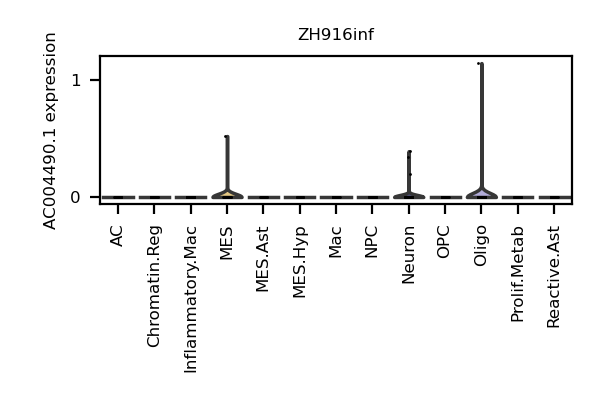 ZH916inf
AC004490.1 expression
1
0
AC
Chromatin.Reg
Inflammatory.Mac
MES
MES.Ast
MES.Hyp
Mac
NPC
Neuron
OPC
Oligo
Prolif.Metab
Reactive.Ast